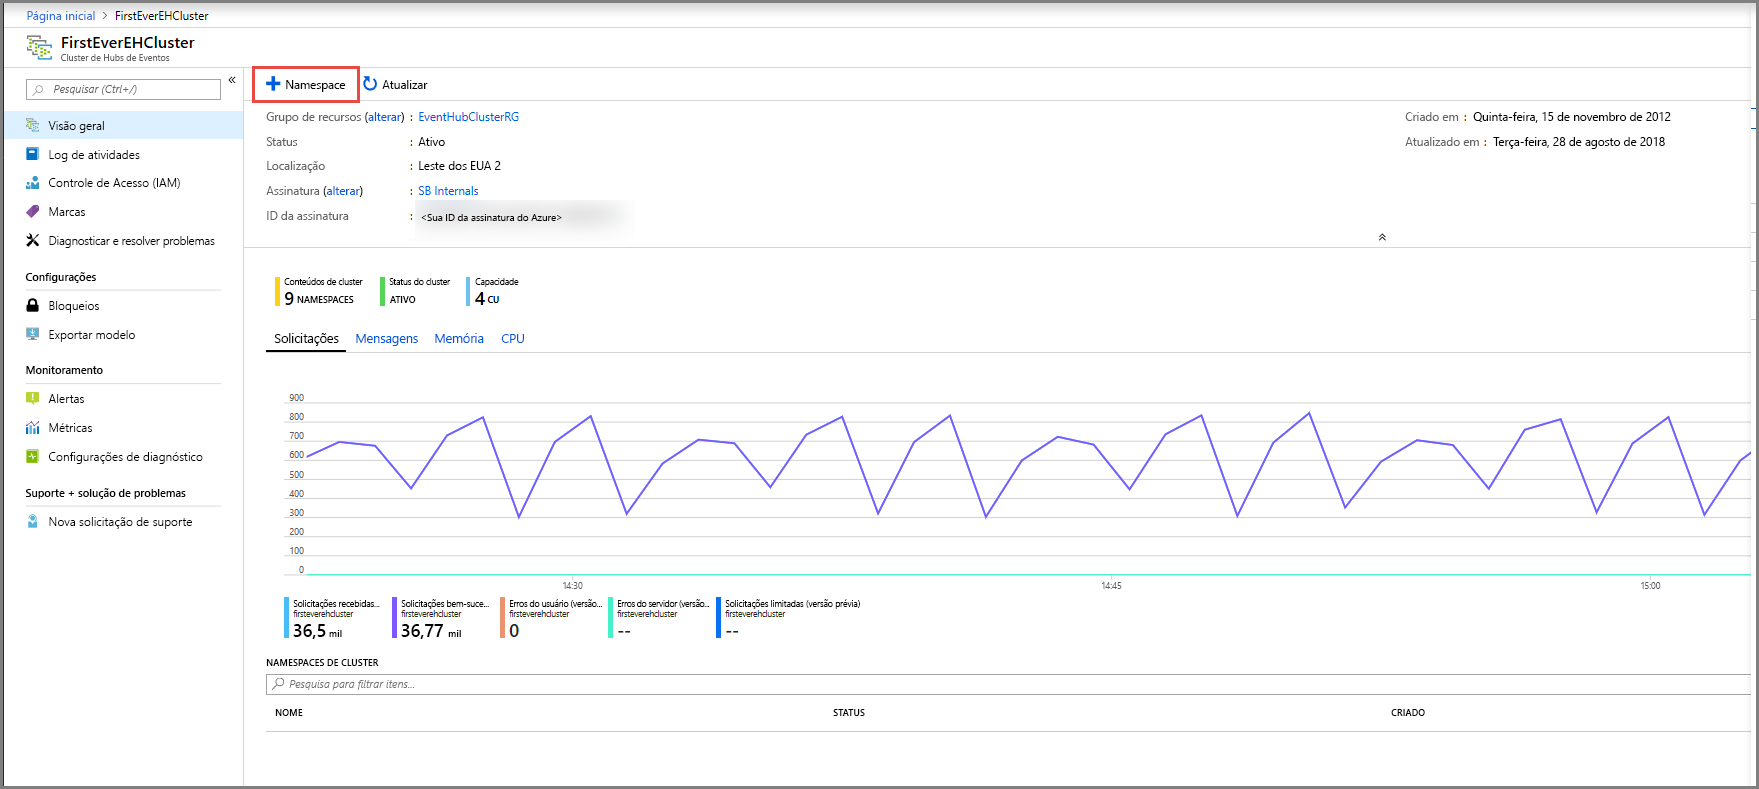 Página inicial > FirstEverEHCluster
FirstEverEHCluster
Cluster de Hubs de Eventos
Pesquisar (Ctrl+/)
«
Visão geral
Log de atividades
Controle de Acesso (IAM)
Marcas
Diagnosticar e resolver problemas
Configurações
Bloqueios
Exportar modelo
Monitoramento
Alertas
Métricas
Configurações de diagnóstico
Suporte + solução de problemas
Nova solicitação de suporte
Namespace
Atualizar
Grupo de recursos (alterar) : EventHubClusterRG
Status : Ativo
Localização : Leste dos EUA 2
Assinatura (alterar) : SB Internals
ID da assinatura : <Sua ID da assinatura do Azure>
Criado em : Quinta-feira, 15 de novembro de 2012
Atualizado em : Terça-feira, 28 de agosto de 2018
Conteúdos de cluster
9 NAMESPACES
Status do cluster
ATIVO
Capacidade
4 CU
Solicitações Mensagens Memória CPU
900
800
700
600
500
400
300
200
100
0
14:30 14:45 15:00
Solicitações recebidas...
firsteverehcluster
36,5 mil
Solicitações bem-suce...
firsteverehcluster
36,77 mil
Erros do usuário (versão...
firsteverehcluster
0
Erros do servidor (versão..
firsteverehcluster
--
Solicitações limitadas (versão prévia)
firsteverehcluster
--
NAMESPACES DE CLUSTER
Pesquisa para filtrar itens...
NOME STATUS CRIADO